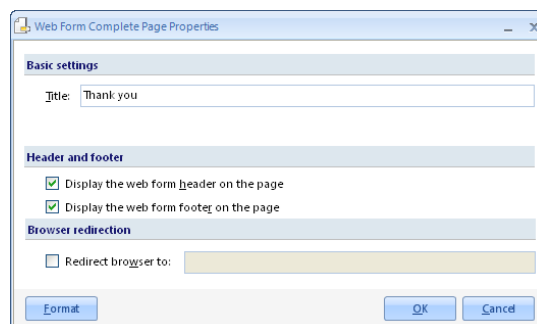 Web Form Complete Page Properties
Basic settings
Title: Thank you
Header and footer
Display the web form header on the page
Display the web form footer on the page
Browser redirection
Redirect browser to:
Format OK Cancel